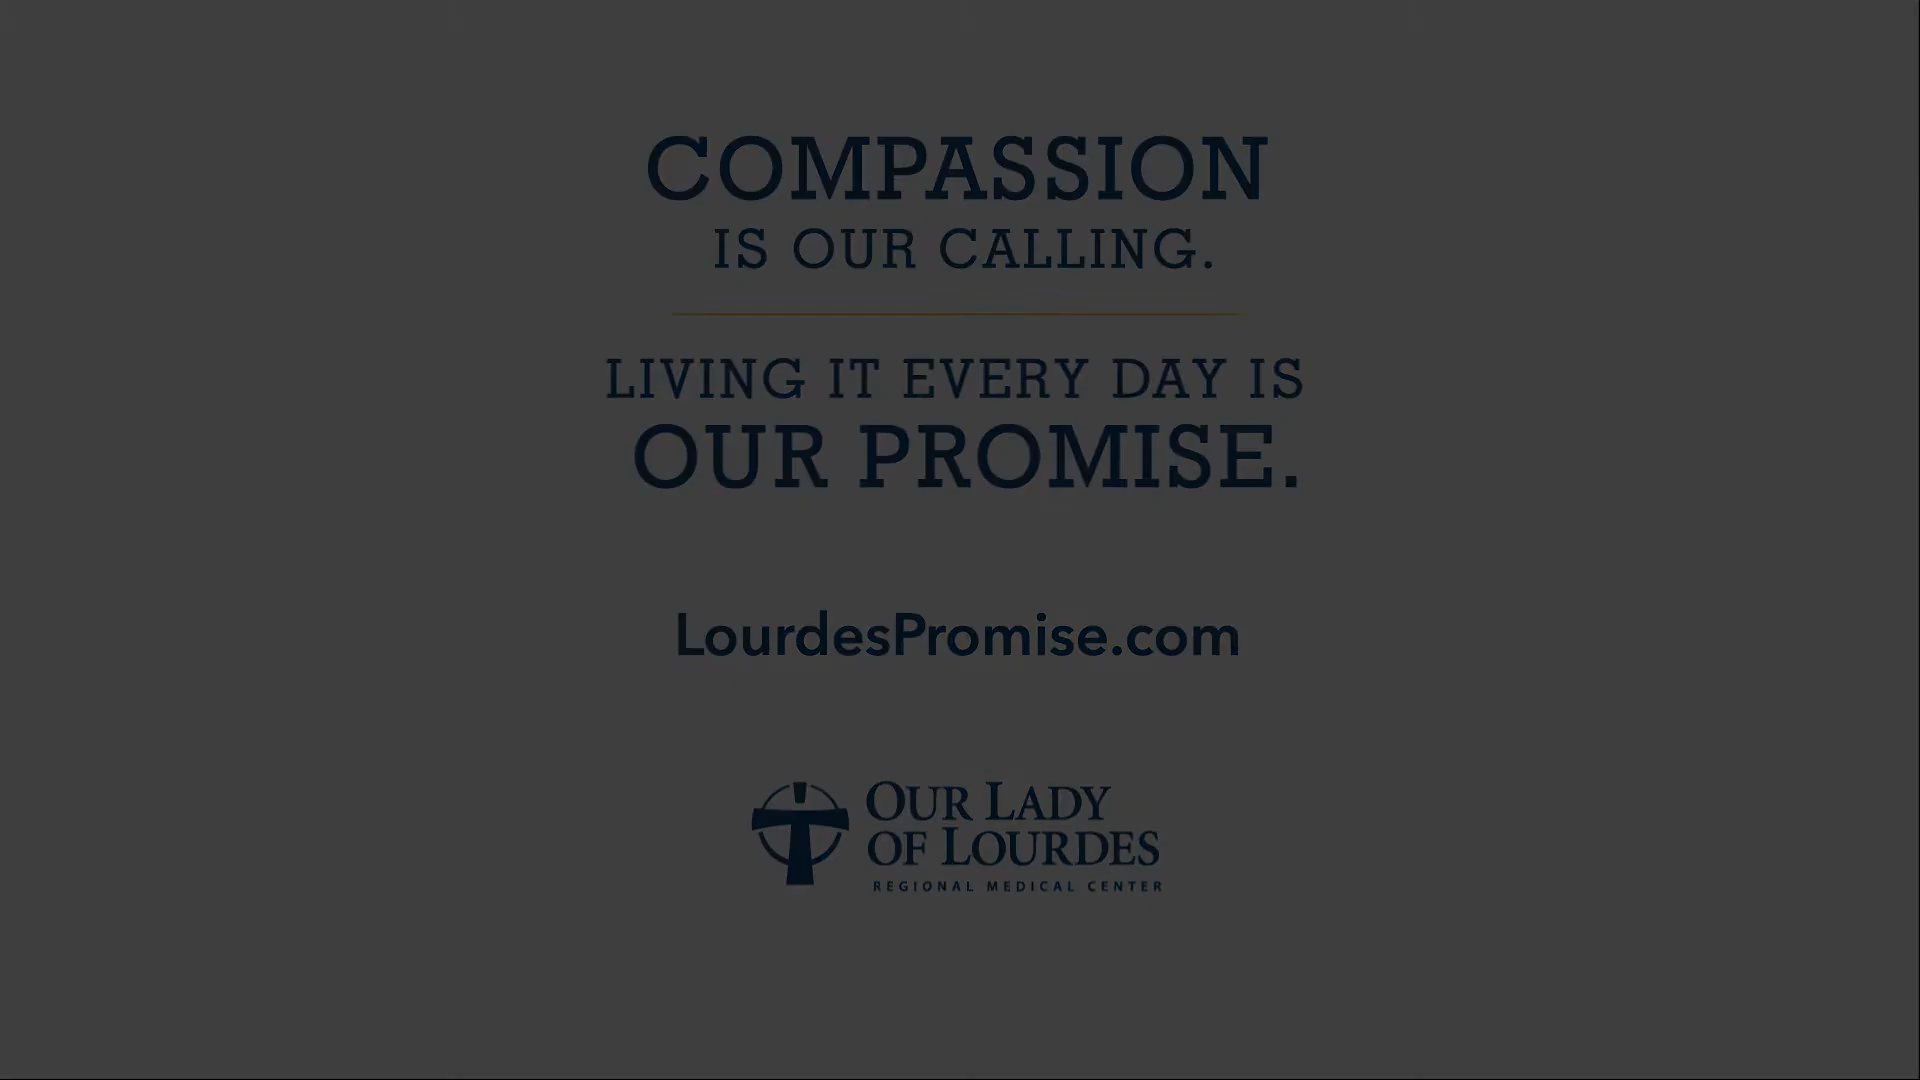 COMPASSION
IS OUR CALLING.
LIVING IT EVERY DAY IS
OUR PROMISE.
LourdesPromise.com
OUR LADY
OF LOURDES
REGIONAL MEDICAL CENTER